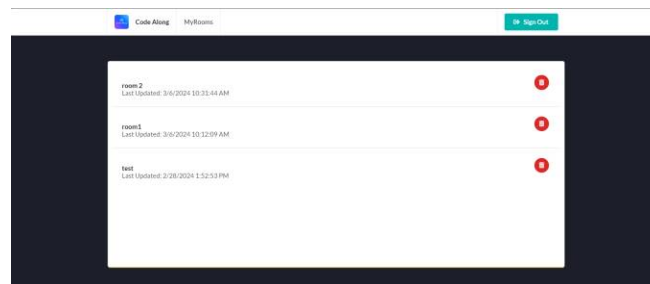 Code Along MyRooms Sign Out
room 2
Last Updated: 3/6/2024 10:31:44 AM
room1
Last Updated: 3/6/2024 10:12:09 AM
test
Last Updated: 2/28/2024 1:52:53 PM